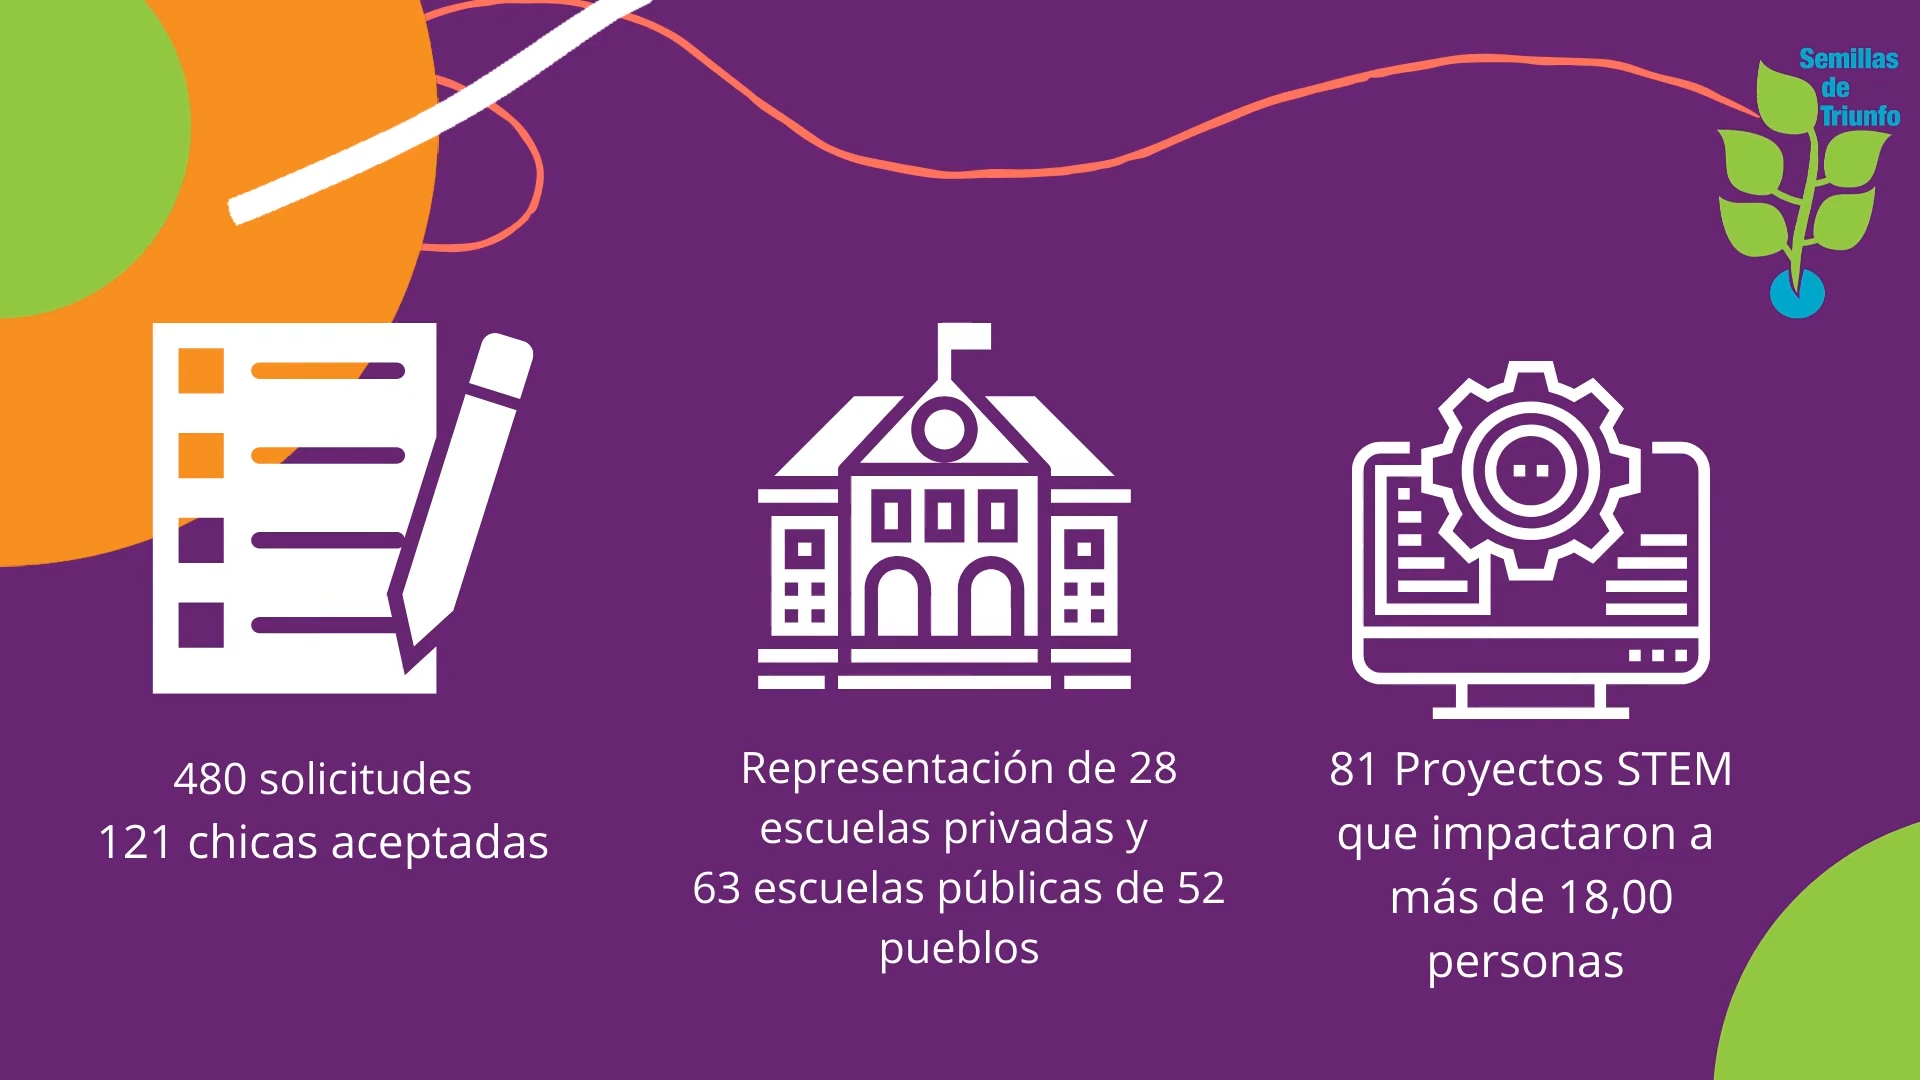 Semillas
de
Triunfo
480 solicitudes
121 chicas aceptadas
Representación de 28
escuelas privadas y
63 escuelas públicas de 52
pueblos
81 Proyectos STEM
que impactaron a
más de 18,00
personas